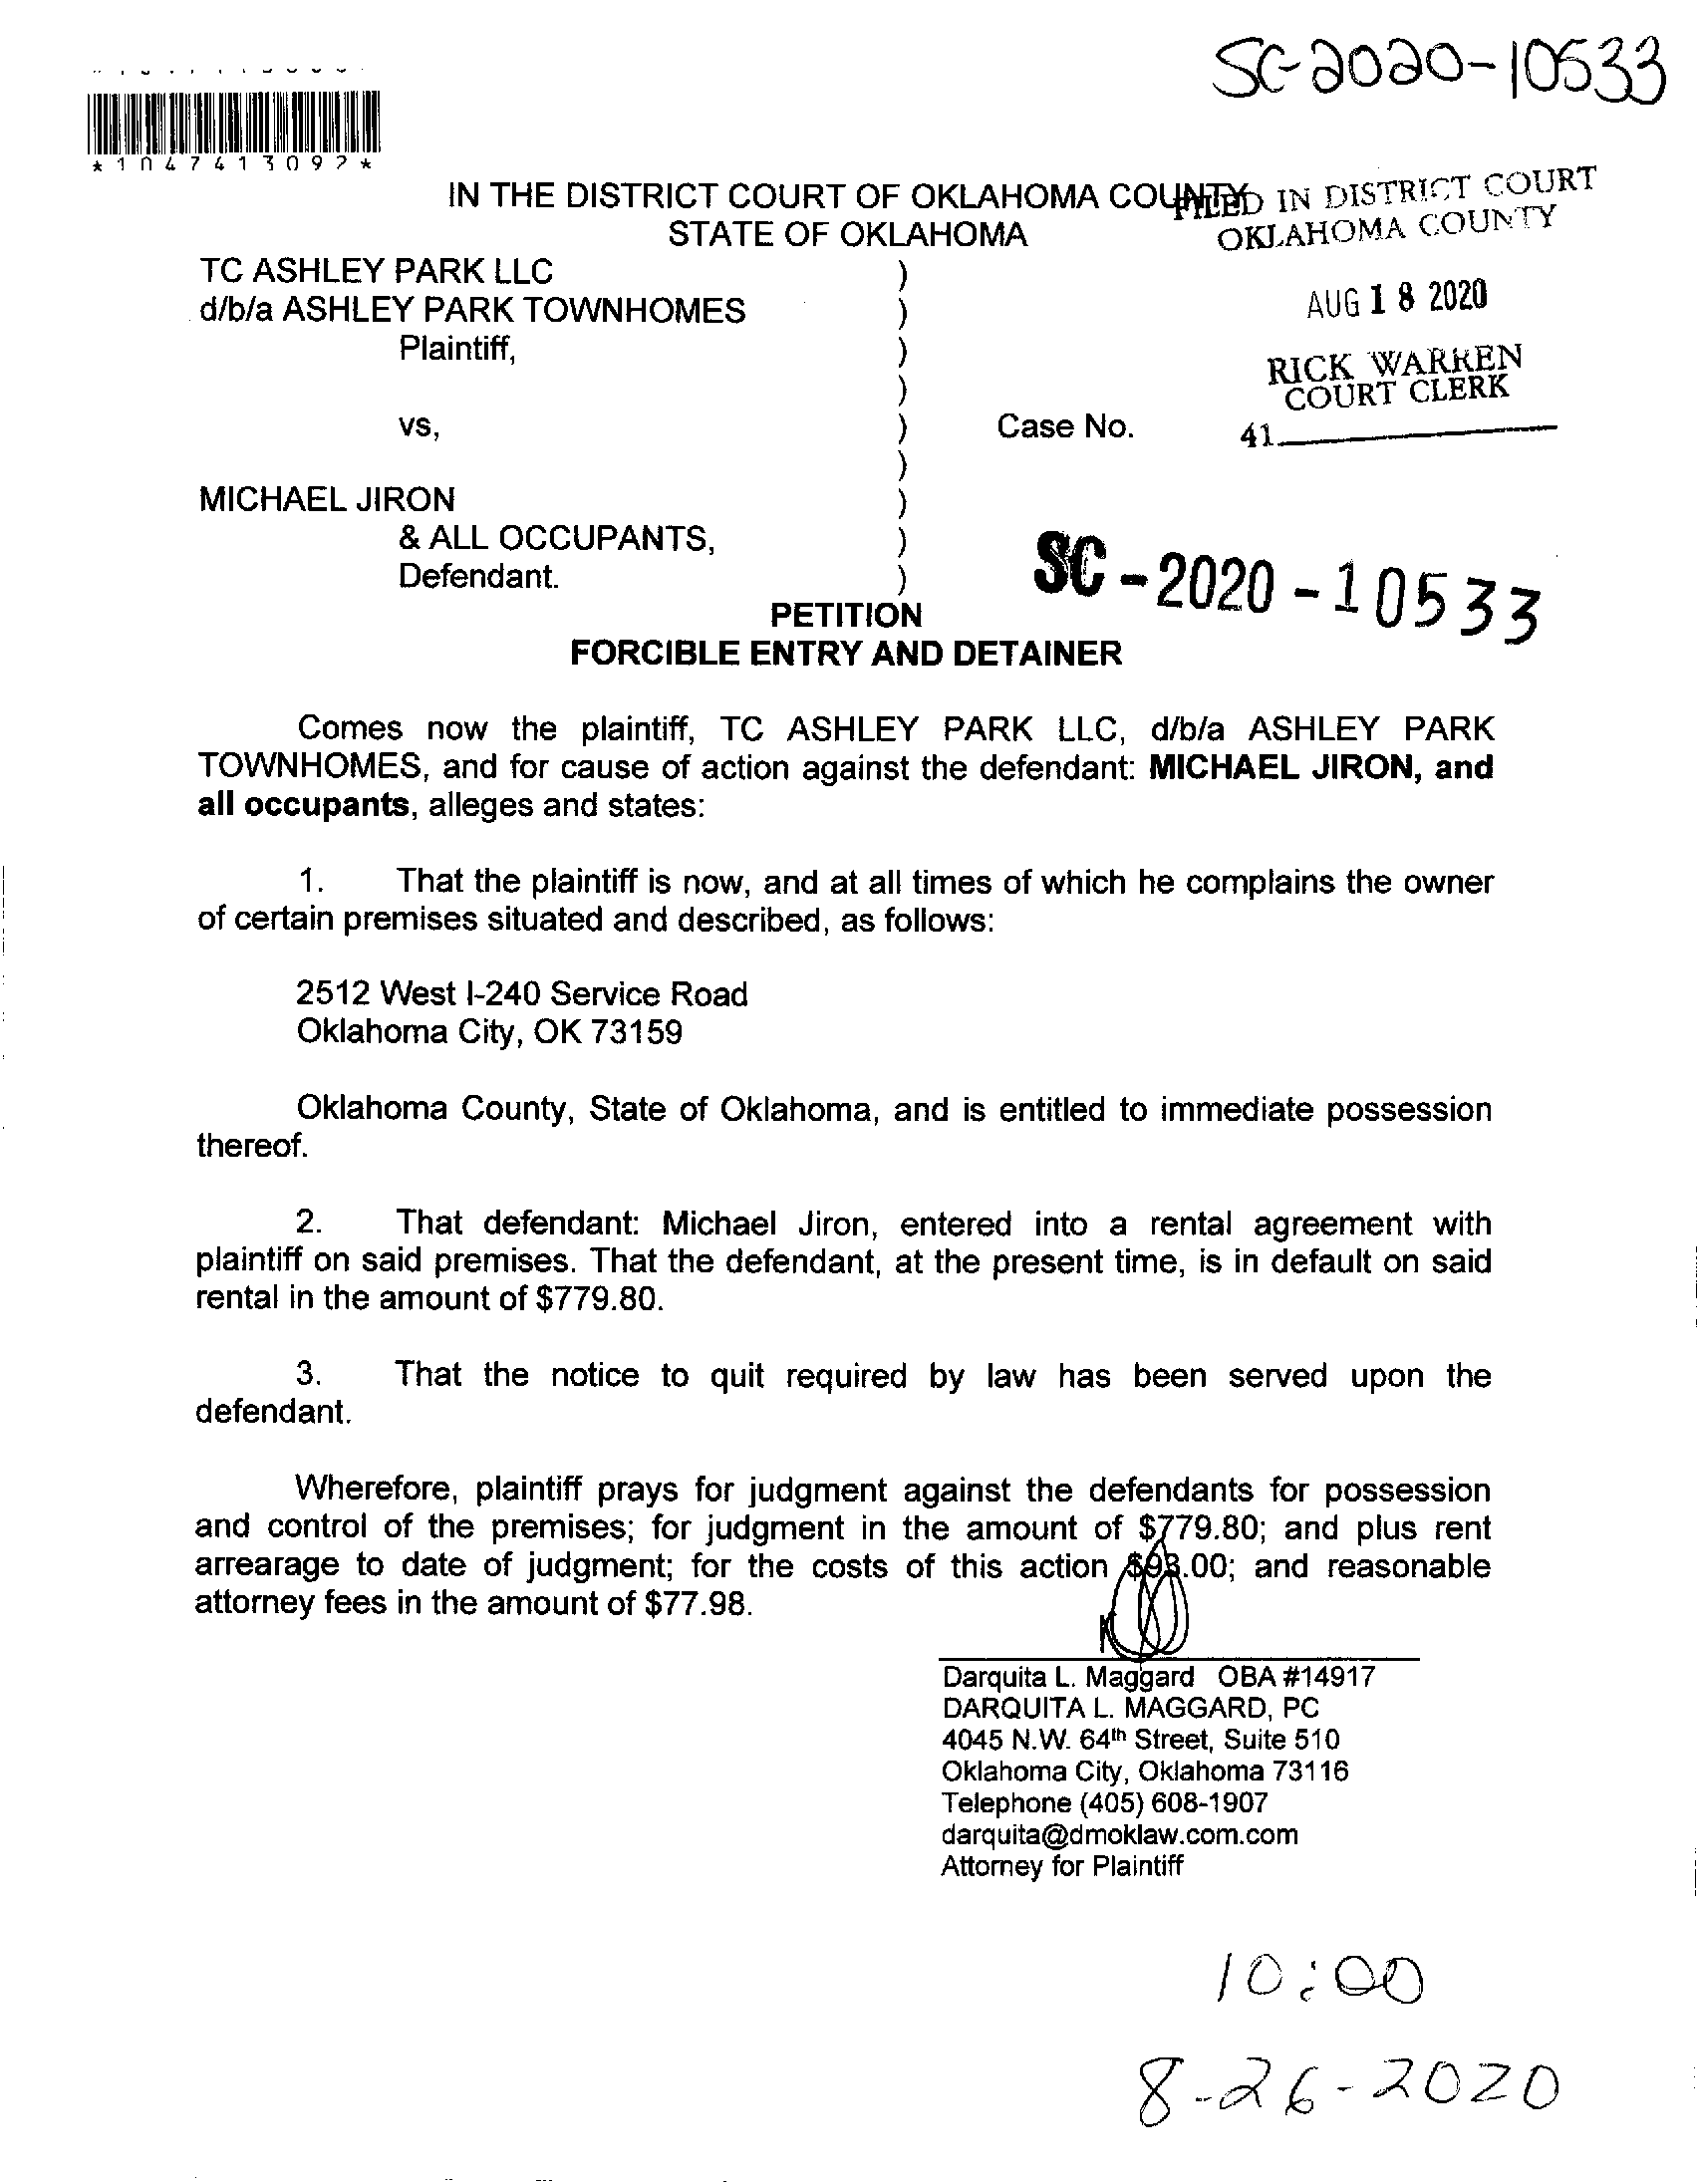 SC-2020-10533
*1047413092*
IN THE DISTRICT COURT OF OKLAHOMA COUNTY
STATE OF OKLAHOMA
FILED IN DISTRICT COURT
OKLAHOMA COUNTY
AUG 18 2020
RICK WARREN
COURT CLERK
41
TC ASHLEY PARK LLC )
d/b/a ASHLEY PARK TOWNHOMES )
Plaintiff, )
)
vs, ) Case No.
)
MICHAEL JIRON )
& ALL OCCUPANTS, )
Defendant. )
SC-2020-10533
PETITION
FORCIBLE ENTRY AND DETAINER
Comes now the plaintiff, TC ASHLEY PARK LLC, d/b/a ASHLEY PARK
TOWNHOMES, and for cause of action against the defendant: MICHAEL JIRON, and
all occupants, alleges and states:
1. That the plaintiff is now, and at all times of which he complains the owner
of certain premises situated and described, as follows:
2512 West I-240 Service Road
Oklahoma City, OK 73159
Oklahoma County, State of Oklahoma, and is entitled to immediate possession
thereof.
2. That defendant: Michael Jiron, entered into a rental agreement with
plaintiff on said premises. That the defendant, at the present time, is in default on said
rental in the amount of $779.80.
3. That the notice to quit required by law has been served upon the
defendant.
Wherefore, plaintiff prays for judgment against the defendants for possession
and control of the premises; for judgment in the amount of $779.80; and plus rent
arrearage to date of judgment; for the costs of this action $93.00; and reasonable
attorney fees in the amount of $77.98.
Darquita L. Maggard OBA #14917
DARQUITA L. MAGGARD, PC
4045 N.W. 64th Street, Suite 510
Oklahoma City, Oklahoma 73116
Telephone (405) 608-1907
darquita@dmoklaw.com.com
Attorney for Plaintiff
10:00
8-26-2020